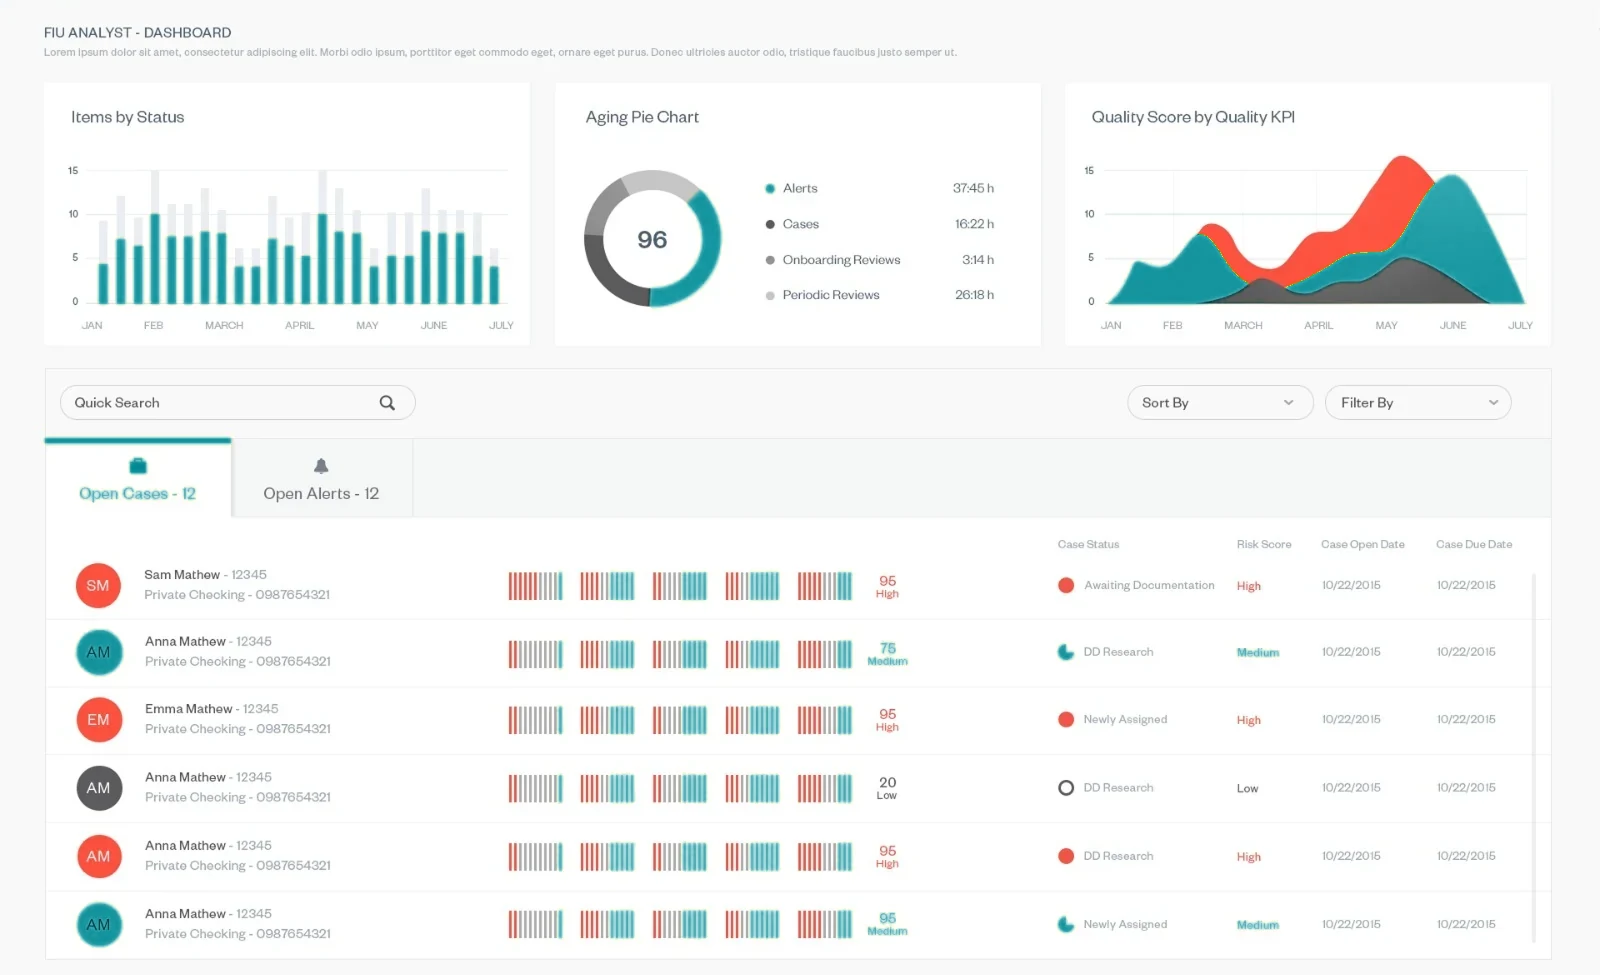 FIU ANALYST - DASHBOARD
Lorem ipsum dolor sit amet, consectetur adipiscing elit. Morbi odio ipsum, porttitor eget commodo eget, ornare eget purus. Donec ultricies auctor odio, tristique faucibus justo semper ut.
Items by Status
15
10
5
0
JAN FEB MARCH APRIL MAY JUNE JULY
Aging Pie Chart
96
Alerts 37:45 h
Cases 16:22 h
Onboarding Reviews 3:14 h
Periodic Reviews 26:18 h
Quality Score by Quality KPI
15
10
5
0
JAN FEB MARCH APRIL MAY JUNE JULY
Quick Search
Sort By
Filter By
Open Cases - 12
Open Alerts - 12
Case Status Risk Score Case Open Date Case Due Date
SM
Sam Mathew - 12345
Private Checking - 0987654321
95
High
Awaiting Documentation High 10/22/2015 10/22/2015
AM
Anna Mathew - 12345
Private Checking - 0987654321
75
Medium
DD Research Medium 10/22/2015 10/22/2015
EM
Emma Mathew - 12345
Private Checking - 0987654321
95
High
Newly Assigned High 10/22/2015 10/22/2015
AM
Anna Mathew - 12345
Private Checking - 0987654321
20
Low
DD Research Low 10/22/2015 10/22/2015
AM
Anna Mathew - 12345
Private Checking - 0987654321
95
High
DD Research High 10/22/2015 10/22/2015
AM
Anna Mathew - 12345
Private Checking - 0987654321
95
Medium
Newly Assigned Medium 10/22/2015 10/22/2015